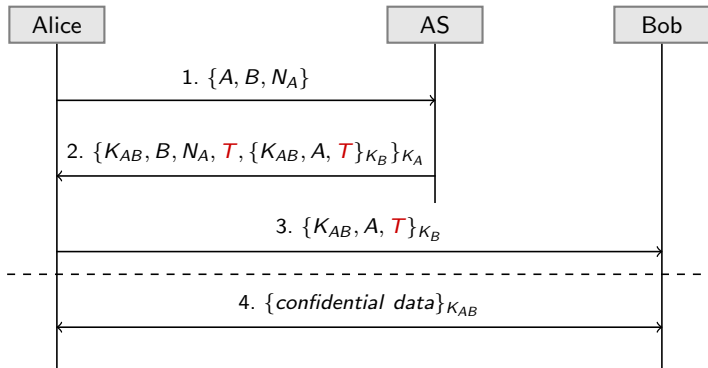 Alice AS Bob
1. {A, B, N_A}
2. {K_AB, B, N_A, T, {K_AB, A, T}_K_B}_K_A
3. {K_AB, A, T}_K_B
4. {confidential data}_K_AB